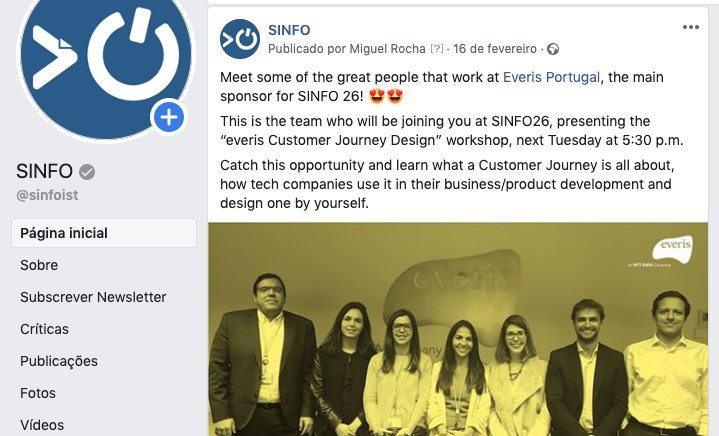 SINFO
@sinfoist
Página inicial
Sobre
Subscrever Newsletter
Críticas
Publicações
Fotos
Vídeos
SINFO
Publicado por Miguel Rocha [?] · 16 de fevereiro ·
Meet some of the great people that work at Everis Portugal, the main
sponsor for SINFO 26! 😍😍
This is the team who will be joining you at SINFO26, presenting the
“everis Customer Journey Design” workshop, next Tuesday at 5:30 p.m.
Catch this opportunity and learn what a Customer Journey is all about,
how tech companies use it in their business/product development and
design one by yourself.
everis
an NTT DATA Company
everis
Company